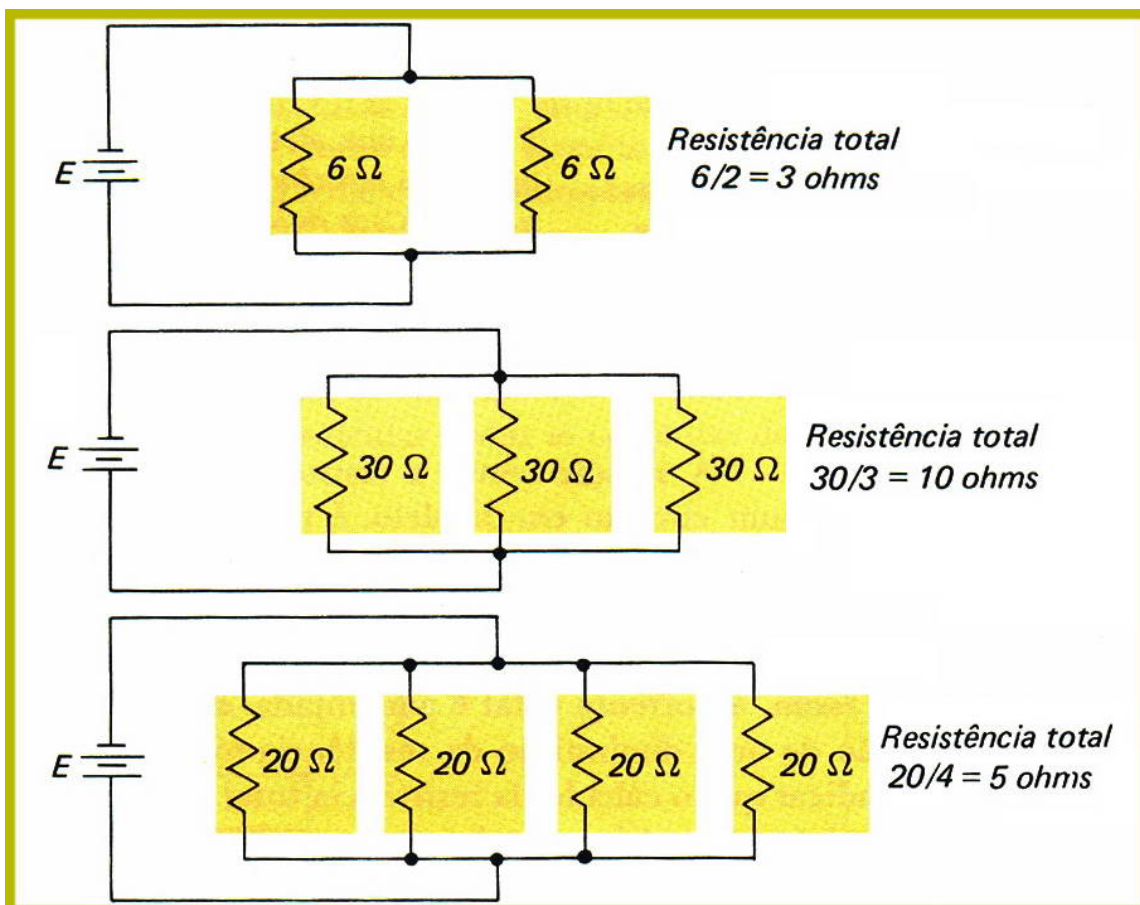 E
6 Ω
6 Ω
Resistência total
6/2 = 3 ohms
E
30 Ω
30 Ω
30 Ω
Resistência total
30/3 = 10 ohms
E
20 Ω
20 Ω
20 Ω
20 Ω
Resistência total
20/4 = 5 ohms